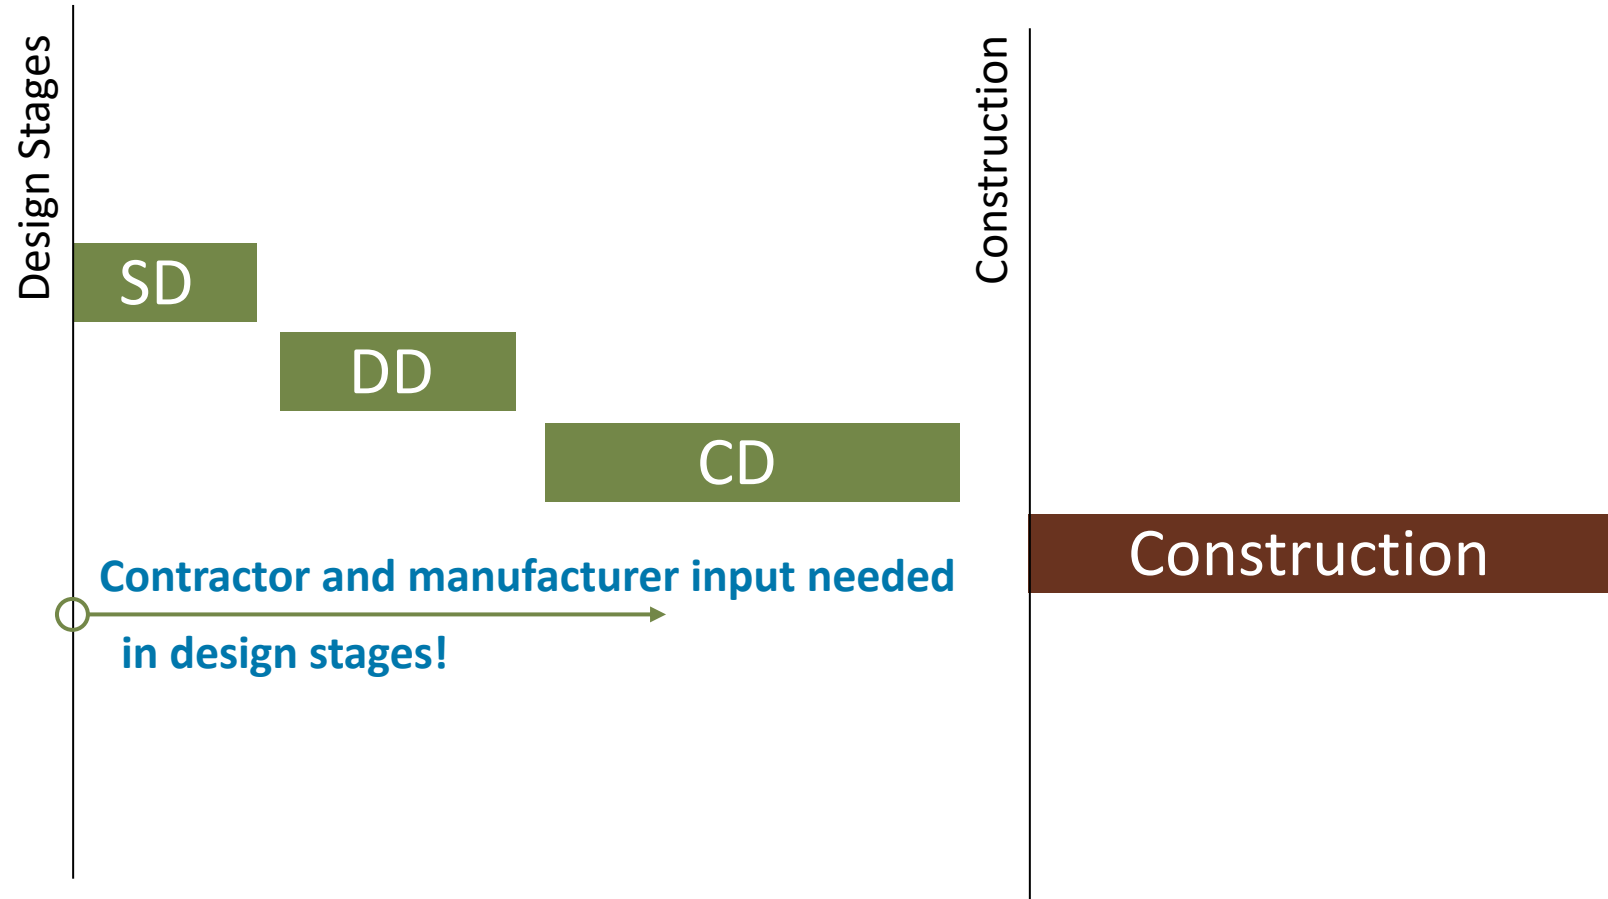 Design Stages
Construction
SD
DD
CD
Construction
Contractor and manufacturer input needed
in design stages!